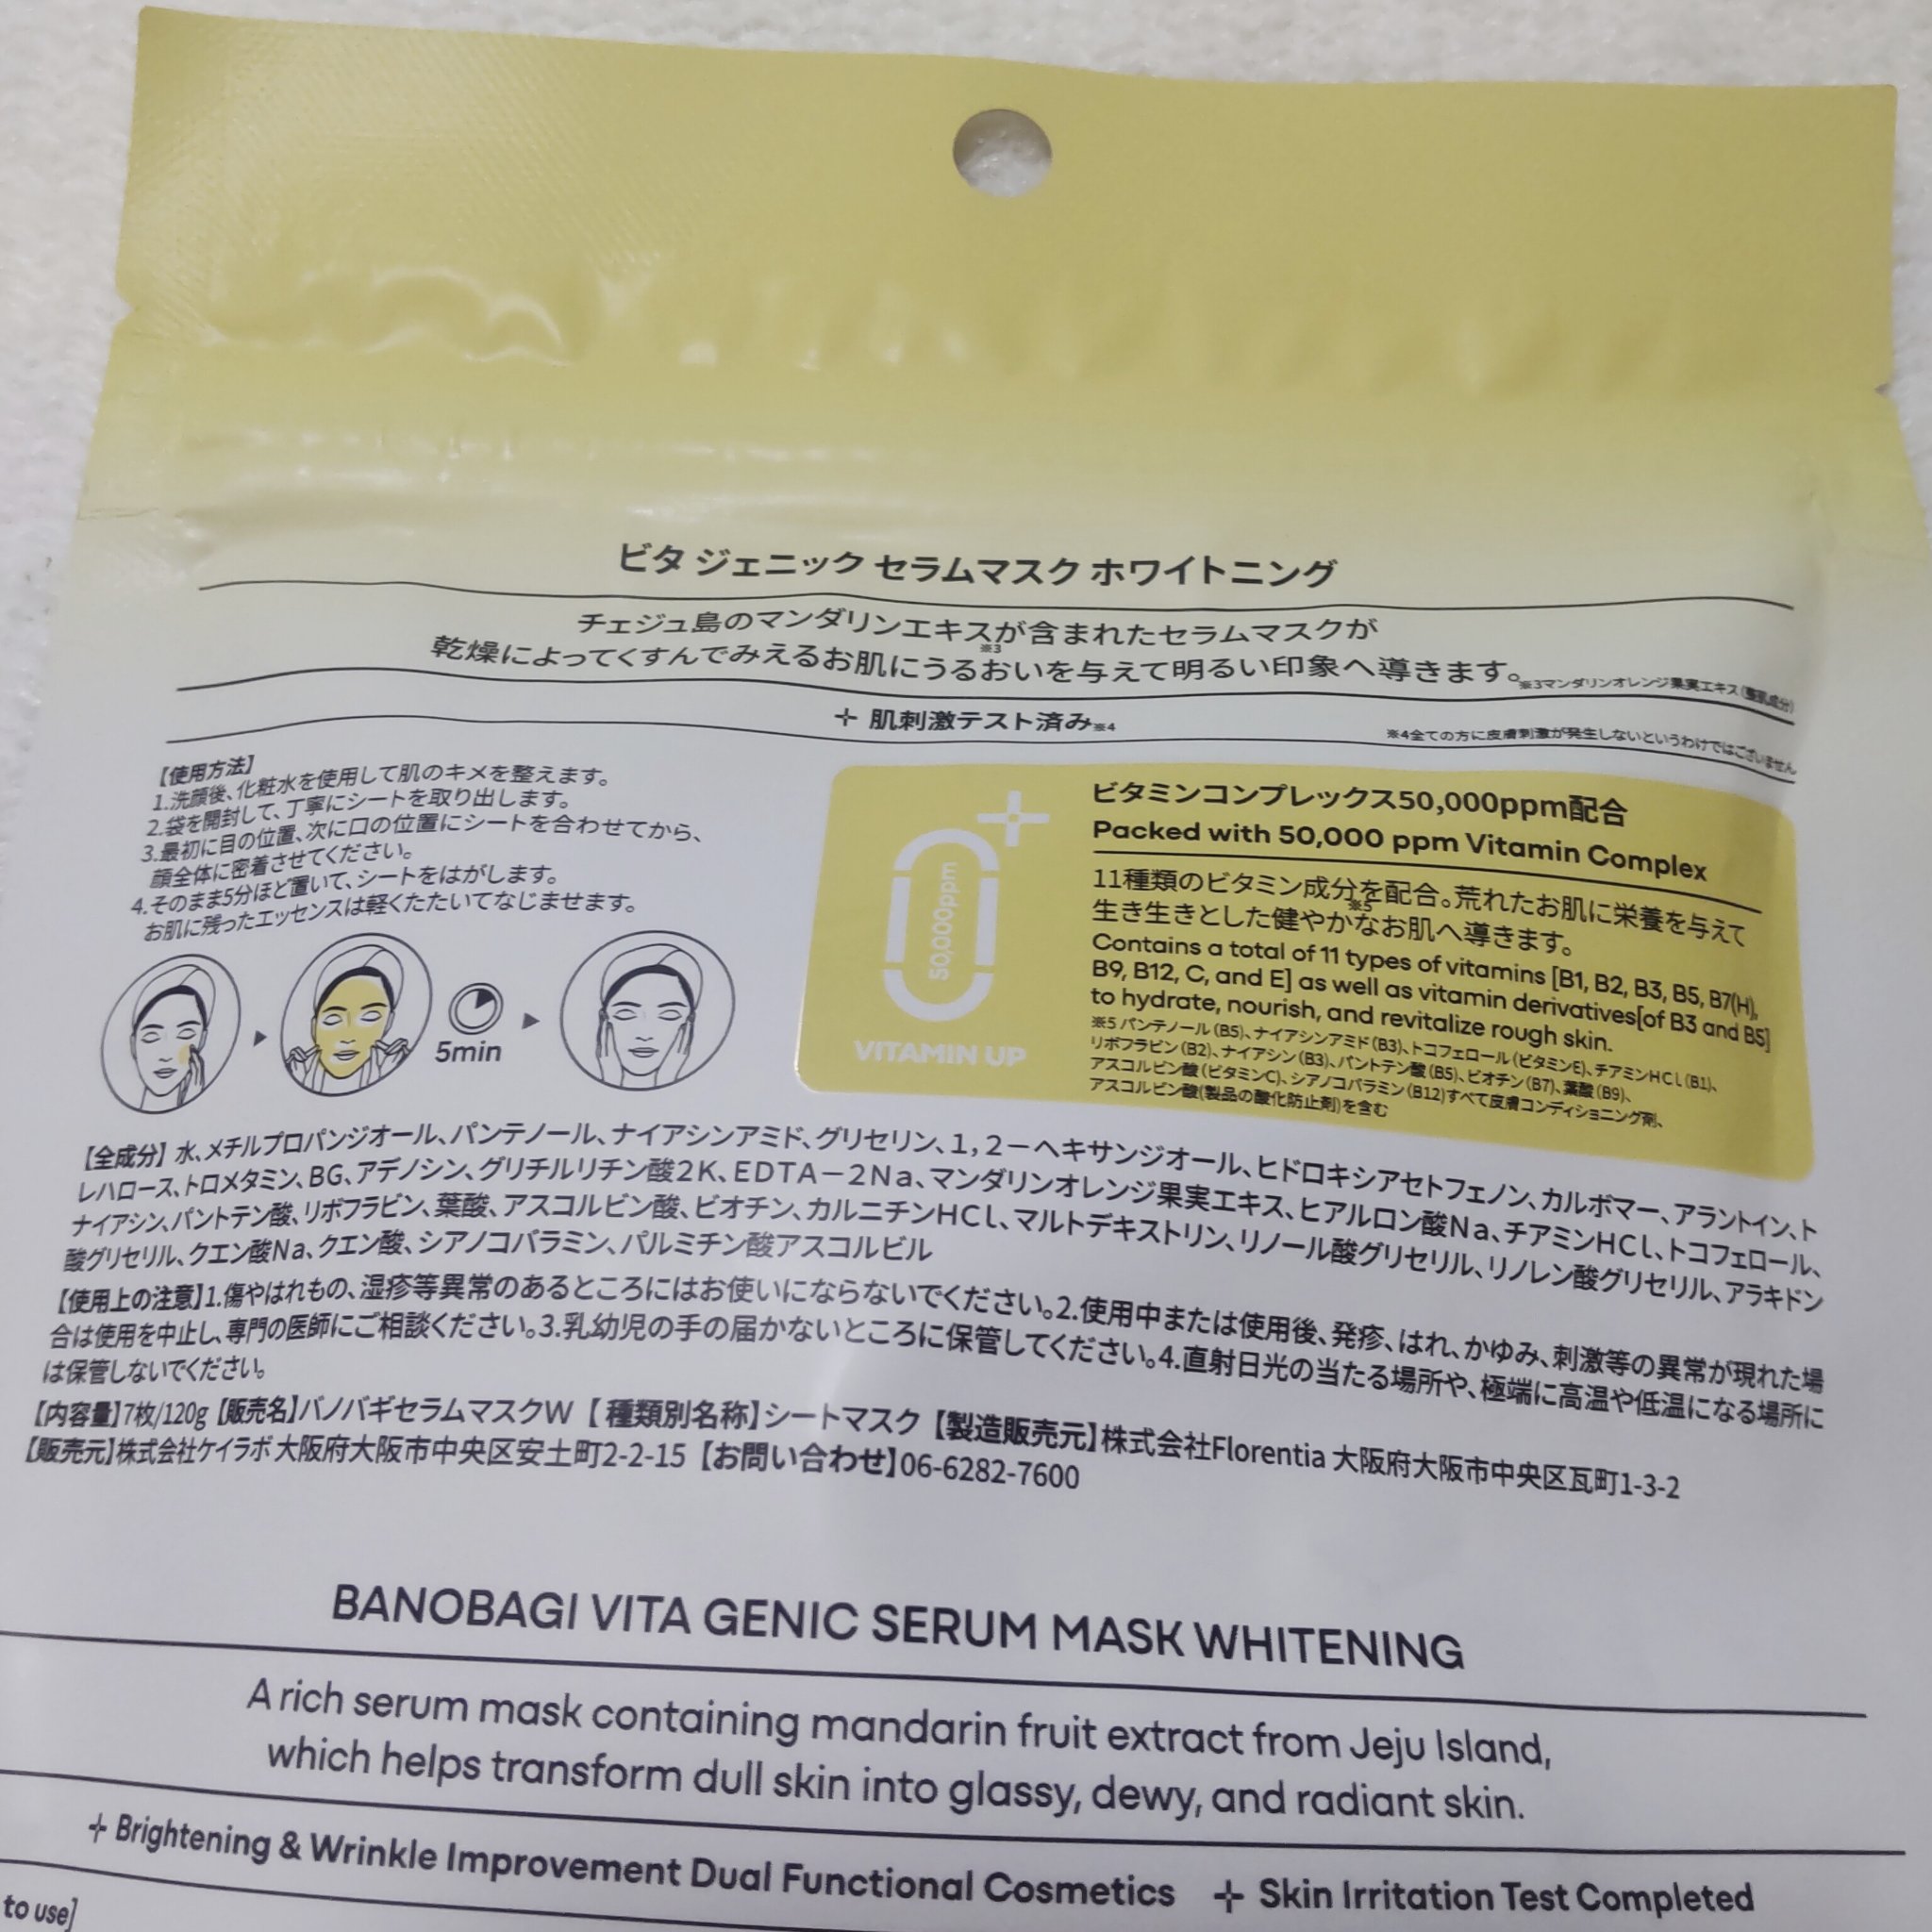 ビタ ジェニック セラムマスク ホワイトニング
チェジュ島のマンダリンエキスが含まれたセラムマスクが
※3
乾燥によってくすんでみえるお肌にうるおいを与えて明るい印象へ導きます。
※3マンダリンオレンジ果実エキス(整肌成分)
肌刺激テスト済み※4
※4全ての方に皮膚刺激が発生しないというわけではございません
【使用方法】
1.洗顔後、化粧水を使用して肌のキメを整えます。
2.袋を開封して、丁寧にシートを取り出します。
3.最初に目の位置、次に口の位置にシートを合わせてから、
顔全体に密着させてください。
4.そのまま5分ほど置いて、シートをはがします。
お肌に残ったエッセンスは軽くたたいてなじませます。
5min
50,000ppm
VITAMIN UP
ビタミンコンプレックス50,000ppm配合
Packed with 50,000 ppm Vitamin Complex
11種類のビタミン成分を配合。荒れたお肌に栄養を与えて
※5
生き生きとした健やかなお肌へ導きます。
Contains a total of 11 types of vitamins [B1, B2, B3, B5, B7(H),
B9, B12, C, and E] as well as vitamin derivatives[of B3 and B5]
to hydrate, nourish, and revitalize rough skin.
※5 パンテノール(B5)、ナイアシンアミド(B3)、トコフェロール(ビタミンE)、チアミンHCl(B1)、
リボフラビン(B2)、ナイアシン(B3)、パントテン酸(B5)、ビオチン(B7)、葉酸(B9)、
アスコルビン酸(ビタミンC)、シアノコバラミン(B12)すべて皮膚コンディショニング剤、
アスコルビン酸(製品の酸化防止剤)を含む
【全成分】水、メチルプロパンジオール、パンテノール、ナイアシンアミド、グリセリン、1,2-ヘキサンジオール、ヒドロキシアセトフェノン、カルボマー、アラントイン、ト
レハロース、トロメタミン、BG、アデノシン、グリチルリチン酸2K、EDTA-2Na、マンダリンオレンジ果実エキス、ヒアルロン酸Na、チアミンHCl、トコフェロール、
ナイアシン、パントテン酸、リボフラビン、葉酸、アスコルビン酸、ビオチン、カルニチンHCl、マルトデキストリン、リノール酸グリセリル、リノレン酸グリセリル、アラキドン
酸グリセリル、クエン酸Na、クエン酸、シアノコバラミン、パルミチン酸アスコルビル
【使用上の注意】1.傷やはれもの、湿疹等異常のあるところにはお使いにならないでください。2.使用中または使用後、発疹、はれ、かゆみ、刺激等の異常が現れた場
合は使用を中止し、専門の医師にご相談ください。3.乳幼児の手の届かないところに保管してください。4.直射日光の当たる場所や、極端に高温や低温になる場所に
は保管しないでください。
【内容量】7枚/120g【販売名】バノバギセラムマスクW【種類別名称】シートマスク【製造販売元】株式会社Florentia 大阪府大阪市中央区瓦町1-3-2
【販売元】株式会社ケイラボ 大阪府大阪市中央区安土町2-2-15【お問い合わせ】06-6282-7600
BANOBAGI VITA GENIC SERUM MASK WHITENING
A rich serum mask containing mandarin fruit extract from Jeju Island,
which helps transform dull skin into glassy, dewy, and radiant skin.
Brightening & Wrinkle Improvement Dual Functional Cosmetics
Skin Irritation Test Completed
to use]